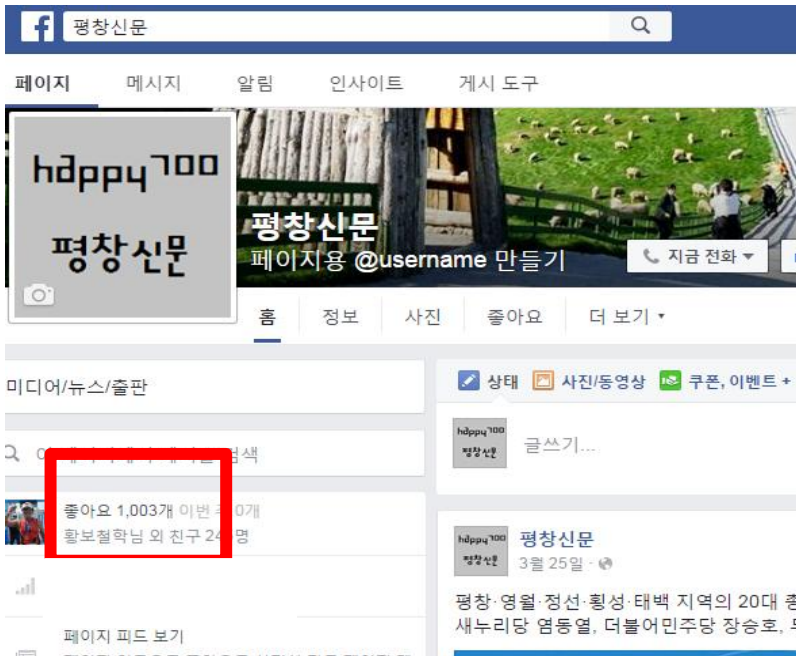 평창신문
페이지
메시지
알림
인사이트
게시 도구
happy700
평창신문
평창신문
페이지용 @username 만들기
지금 전화
홈
정보
사진
좋아요
더 보기
미디어/뉴스/출판
검색
좋아요 1,003개 이번 0개
황보철학님 외 친구
페이지 피드 보기
상태
사진/동영상
쿠폰, 이벤트 +
happy700
평창신문
글쓰기...
happy700
평창신문
평창신문
3월 25일 ·
평창·영월·정선·횡성·태백 지역의 20대
새누리당 염동열, 더불어민주당 장승호,